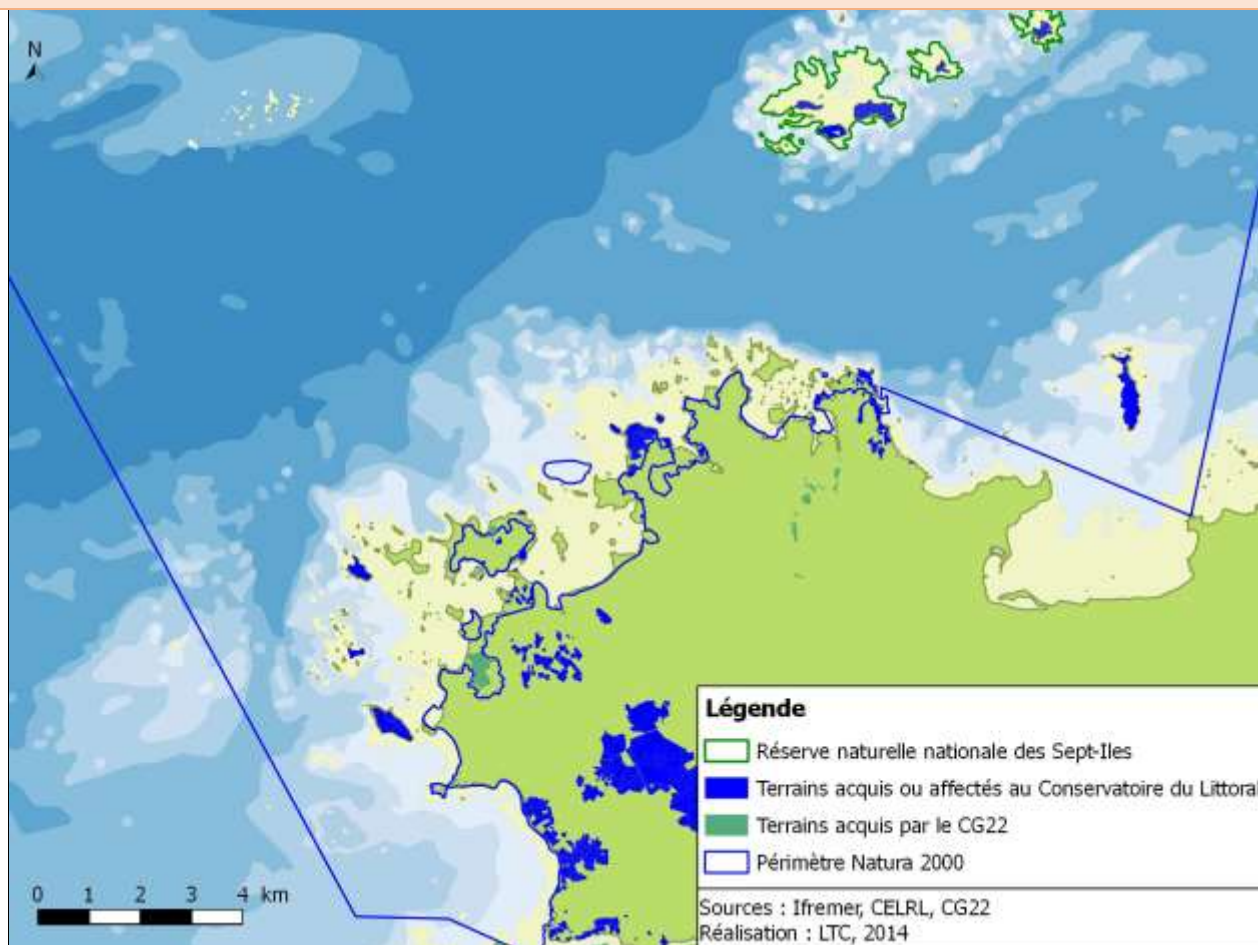 N
Légende
Réserve naturelle nationale des Sept-Iles
Terrains acquis ou affectés au Conservatoire du Littoral
Terrains acquis par le CG22
Périmètre Natura 2000
0 1 2 3 4 km
Sources : Ifremer, CELRL, CG22
Réalisation : LTC, 2014